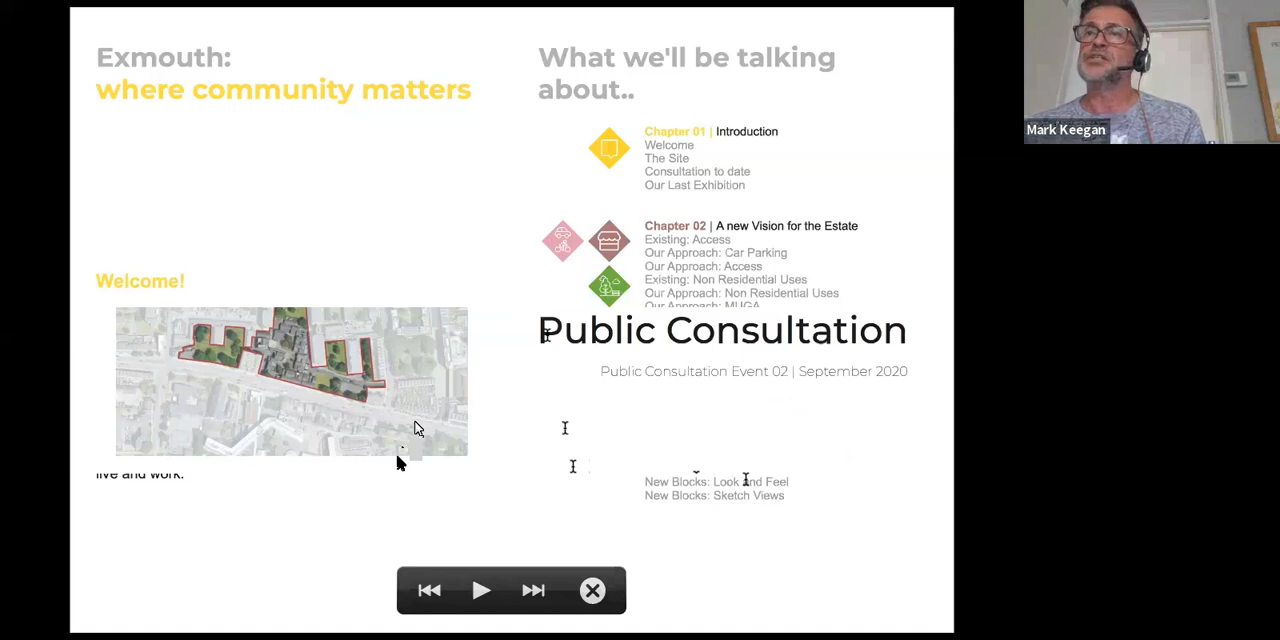 Exmouth:
where community matters
Welcome!
live and work.
What we'll be talking
about..
Chapter 01 | Introduction
Welcome
The Site
Consultation to date
Our Last Exhibition
Chapter 02 | A new Vision for the Estate
Existing: Access
Our Approach: Car Parking
Our Approach: Access
Existing: Non Residential Uses
Our Approach: Non Residential Uses
Our Approach: MUGA
Public Consultation
Public Consultation Event 02 | September 2020
New Blocks: Look and Feel
New Blocks: Sketch Views
Mark Keegan